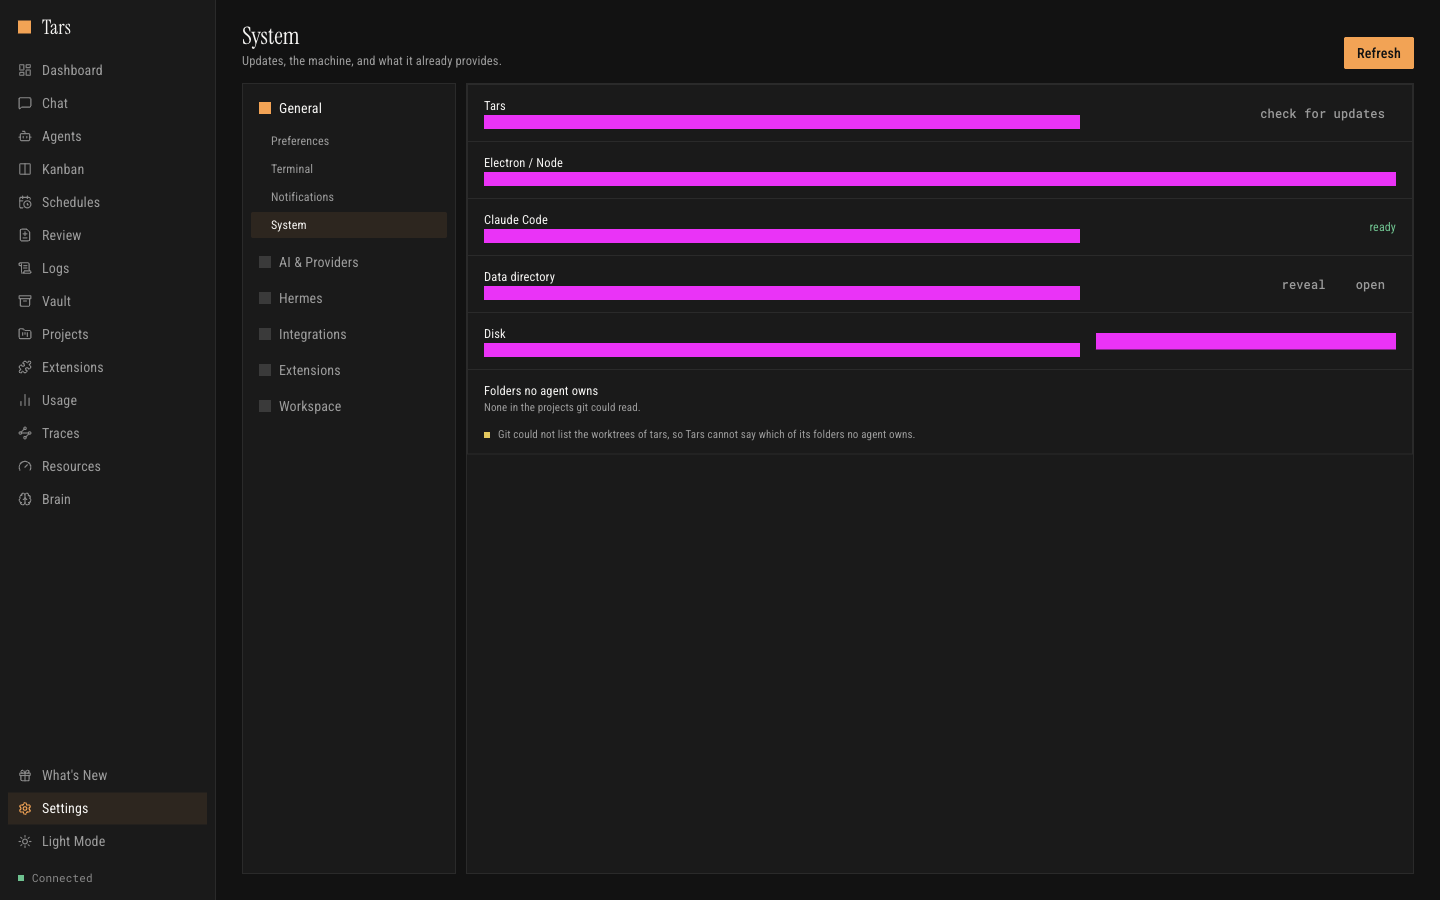 Tars
Dashboard
Chat
Agents
Kanban
Schedules
Review
Logs
Vault
Projects
Extensions
Usage
Traces
Resources
Brain
What's New
Settings
Light Mode
Connected
System
Updates, the machine, and what it already provides.
Refresh
General
Preferences
Terminal
Notifications
System
AI & Providers
Hermes
Integrations
Extensions
Workspace
Tars
check for updates
Electron / Node
Claude Code
ready
Data directory
reveal open
Disk
Folders no agent owns
None in the projects git could read.
Git could not list the worktrees of tars, so Tars cannot say which of its folders no agent owns.